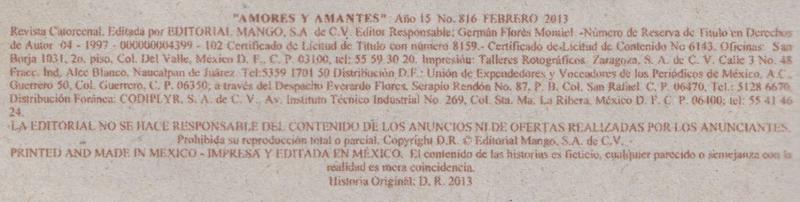 "AMORES Y AMANTES" Año 15 No. 816 FEBRERO 2013
Revista Catorcenal. Editada por EDITORIAL MANGO, S.A. de C.V. Editor Responsable: Germán Flores Montiel. -Número de Reserva de Titulo en Derechos
de Autor 04 - 1997 - 000000004399 - 102 Certificado de Licitud de Título con número 8159.- Certificado de Licitud de Contenido No 6143. Oficinas: San
Borja 1031, 2o. piso, Col. Del Valle, México D. F., C. P. 03100, tel: 55 59 30 20. Impresión: Talleres Rotográficos. Zaragoza, S. A. de C. V. Calle 3 No. 48
Fracc. Ind. Alce Blanco, Naucalpan de Juárez. Tel:5359 1701 50 Distribución D.F.: Unión de Expendedores y Voceadores de los Periódicos de México, A.C.,
Guerrero 50, Col. Guerrero, C. P. 06350, a través del Despacho Everardo Flores, Serapio Rendón No. 87, P. B. Col. San Rafael. C. P. 06470, Tel.: 5128 6670,
Distribución Foránea: CODIPLYR, S. A. de C. V., Av. Instituto Técnico Industrial No. 269, Col. Sta. Ma. La Ribera, México D. F. C. P. 06400; tel: 55 41 46
24.
-LA EDITORIAL NO SE HACE RESPONSABLE DEL CONTENIDO DE LOS ANUNCIOS NI DE OFERTAS REALIZADAS POR LOS ANUNCIANTES.
Prohibida su reproducción total o parcial. Copyright D.R. © Editorial Mango, S.A. de C.V. .
PRINTED AND MADE IN MEXICO - IMPRESA Y EDITADA EN MÉXICO. El contenido de las historias es ficticio, cualquier parecido o semejanza con la
realidad es mera coincidencia.
Historia Original: D. R. 2013